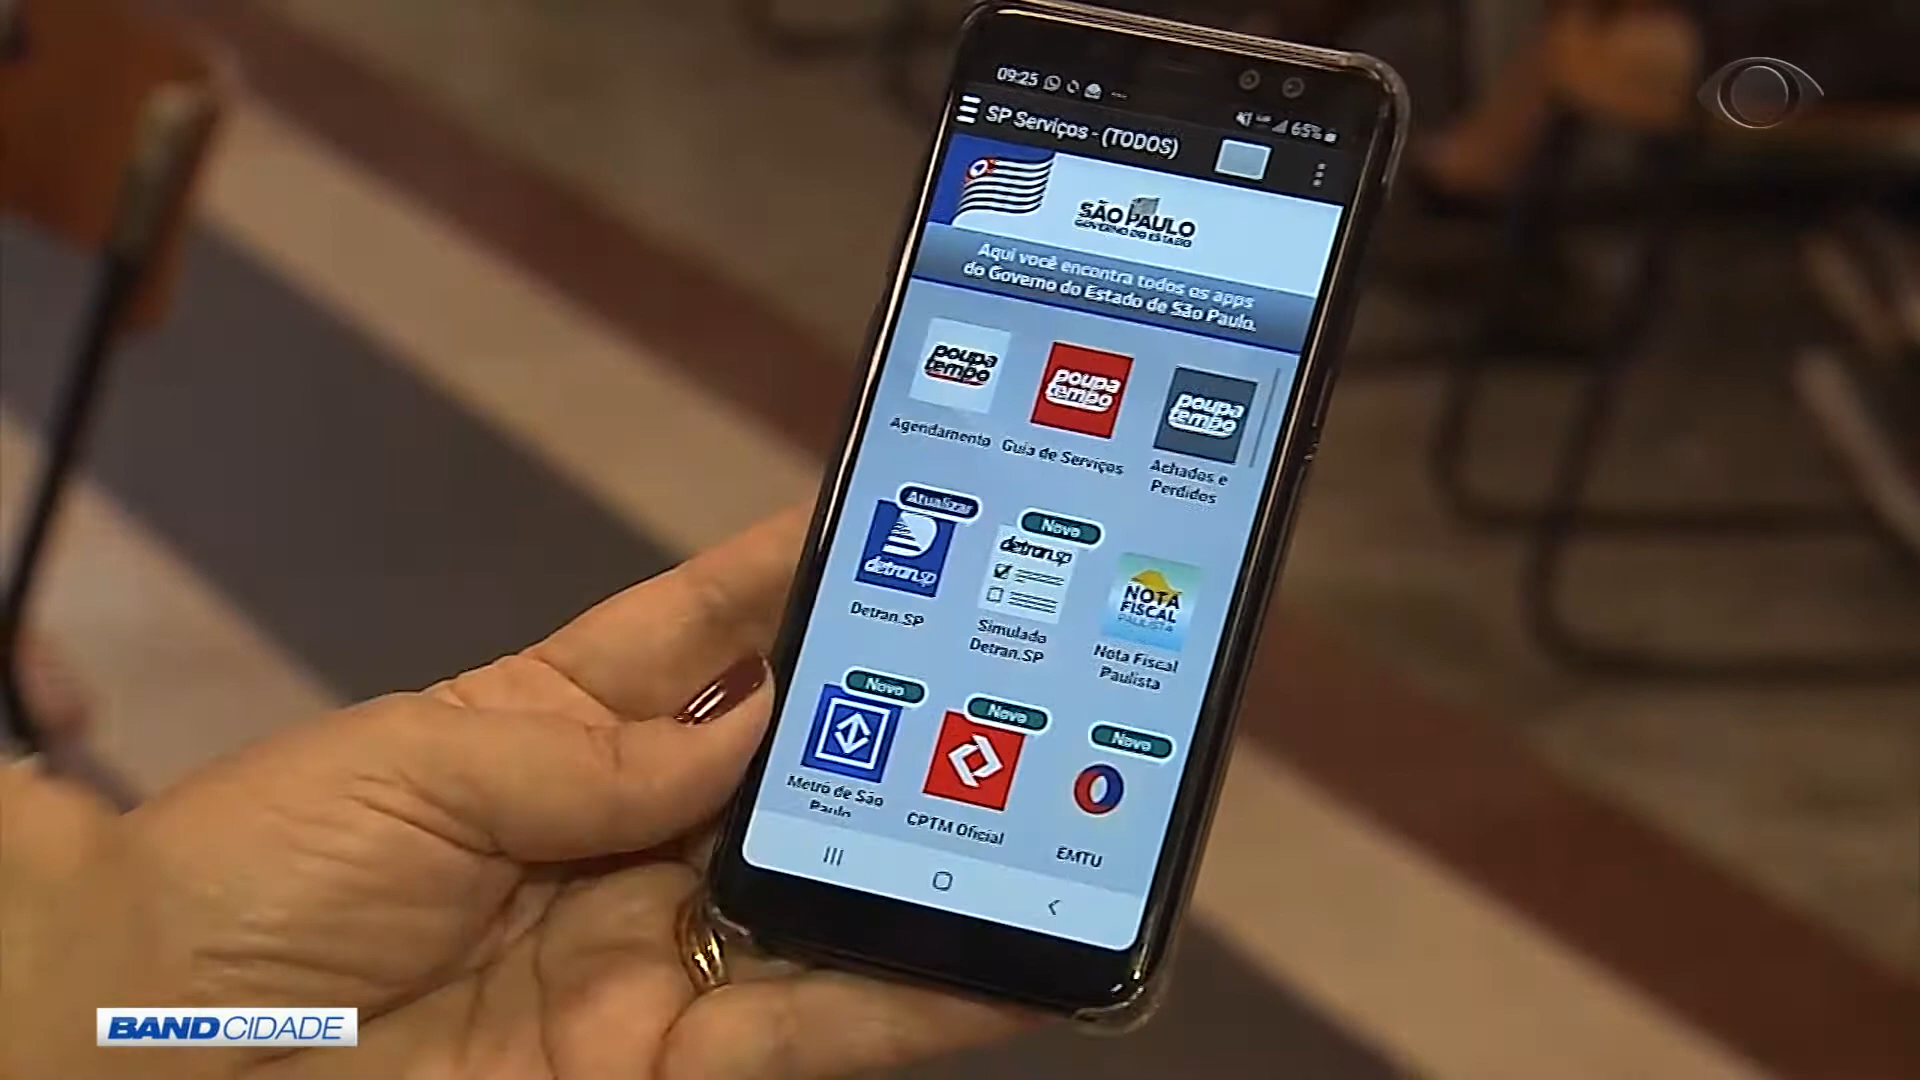 09:25
65%
SP Serviços - (TODOS)
SÃO PAULO
GOVERNO DO ESTADO
Aqui você encontra todos os apps
do Governo do Estado de São Paulo.
poupa
tempo
poupa
tempo
poupa
tempo
Agendamento
Guia de Serviços
Achados e
Perdidos
Atualizar
Novo
detran.sp
detran.sp
NOTA
FISCAL
PAULISTA
Detran.SP
Simulado
Detran.SP
Nota Fiscal
Paulista
Novo
Novo
Novo
Metrô de São
Paulo
CPTM Oficial
EMTU
BAND CIDADE